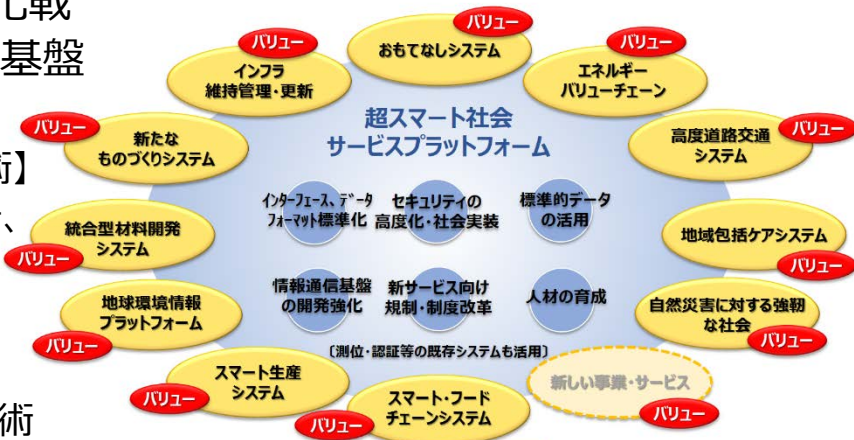 化戦
基盤
術】
、
術
バリュー
おもてなしシステム
バリュー
インフラ
維持管理・更新
バリュー
エネルギー
バリューチェーン
バリュー
新たな
ものづくりシステム
超スマート社会
サービスプラットフォーム
高度道路交通
システム
バリュー
インターフェース、データ
フォーマット標準化
セキュリティの
高度化・社会実装
標準的データ
の活用
統合型材料開発
システム
バリュー
地域包括ケアシステム
バリュー
地球環境情報
プラットフォーム
バリュー
情報通信基盤
の開発強化
新サービス向け
規制・制度改革
人材の育成
自然災害に対する強靭
な社会
バリュー
〔測位・認証等の既存システムも活用〕
スマート生産
システム
バリュー
スマート・フード
チェーンシステム
バリュー
新しい事業・サービス
バリュー